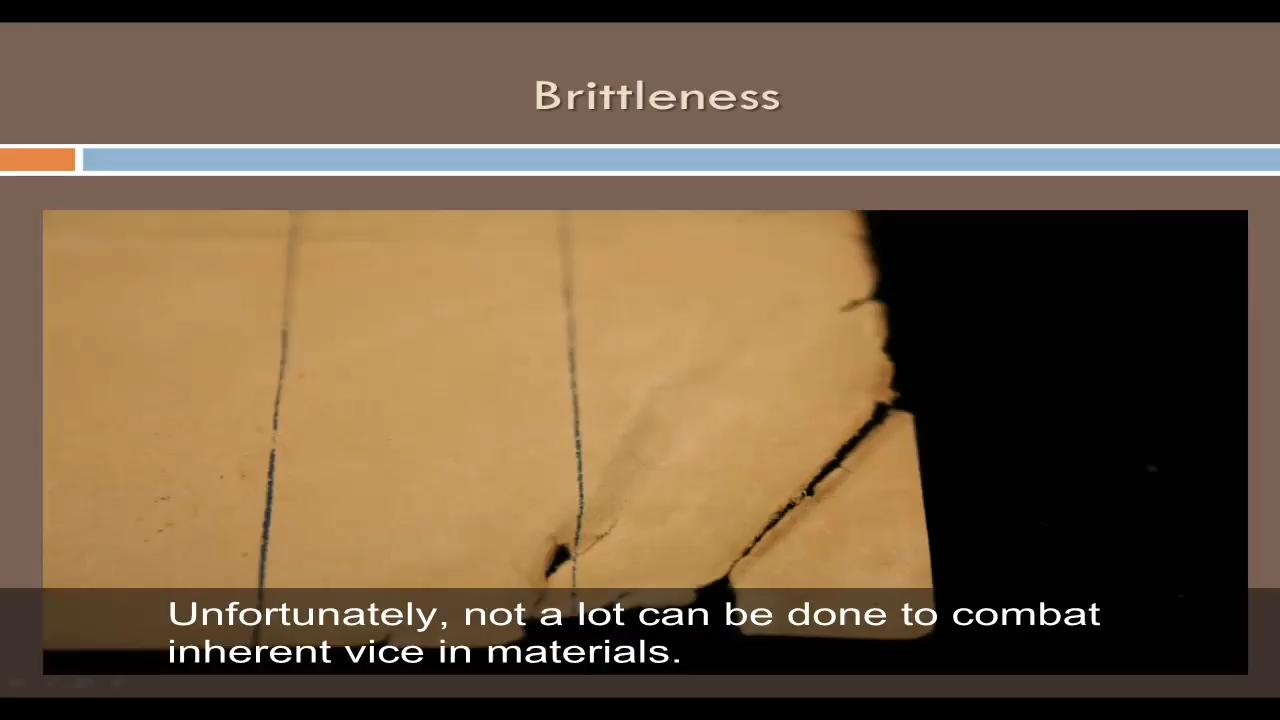 Brittleness
Unfortunately, not a lot can be done to combat
inherent vice in materials.